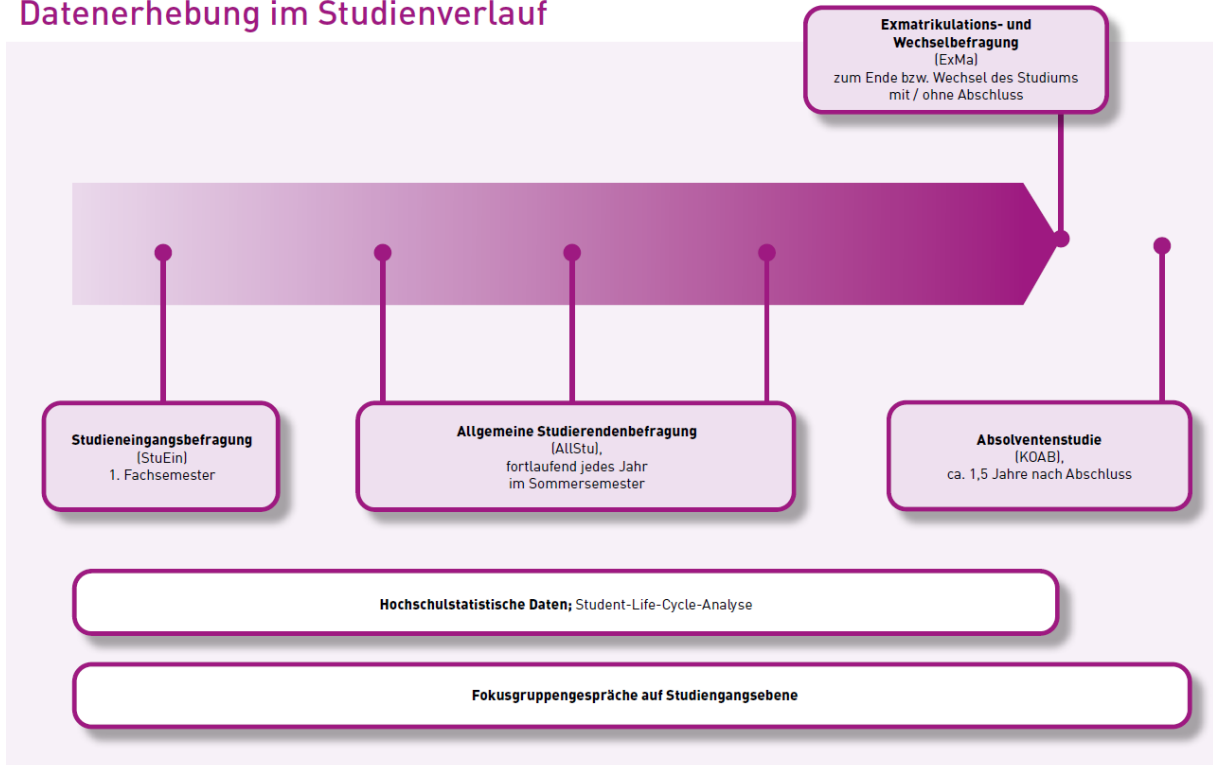 Datenerhebung im Studienverlauf
Exmatrikulations- und
Wechselbefragung
(ExMa)
zum Ende bzw. Wechsel des Studiums
mit / ohne Abschluss
Studieneingangsbefragung
(StuEin)
1. Fachsemester
Allgemeine Studierendenbefragung
(AllStu),
fortlaufend jedes Jahr
im Sommersemester
Absolventenstudie
(KOAB),
ca. 1,5 Jahre nach Abschluss
Hochschulstatistische Daten; Student-Life-Cycle-Analyse
Fokusgruppengespräche auf Studiengangsebene